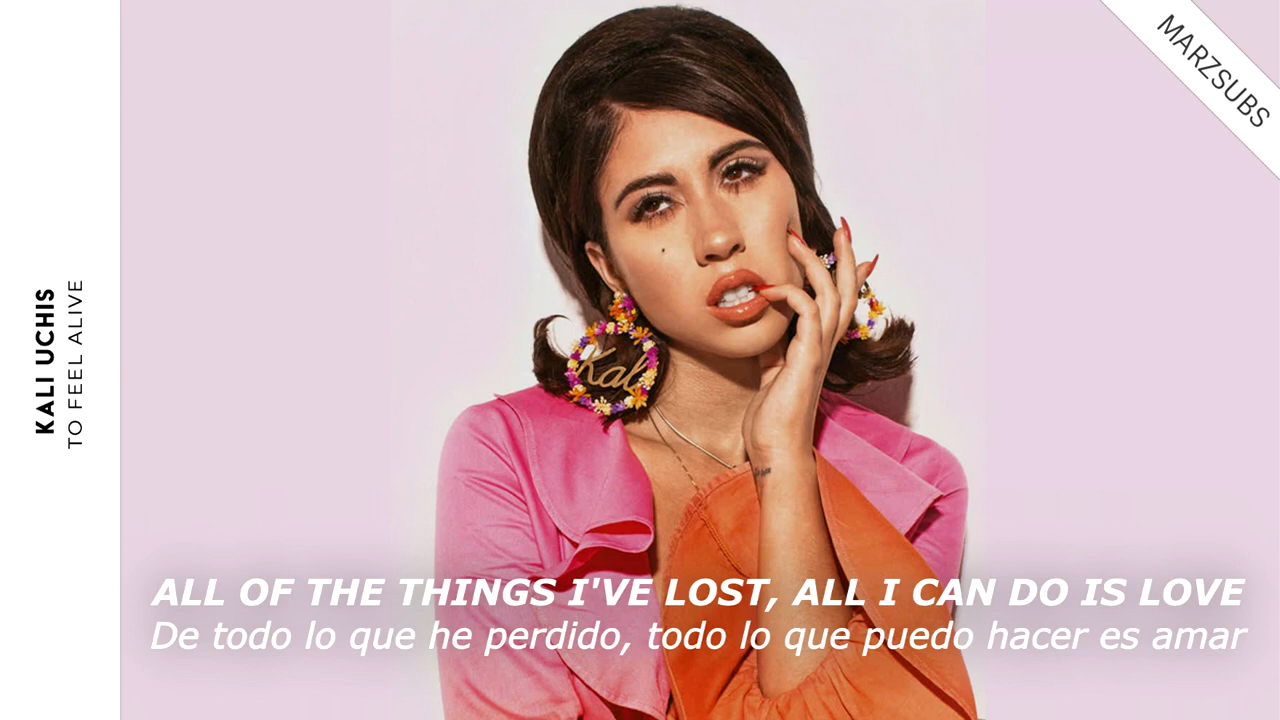 KALI UCHIS
TO FEEL ALIVE
MARZSUBS
Kali
ALL OF THE THINGS I'VE LOST, ALL I CAN DO IS LOVE
De todo lo que he perdido, todo lo que puedo hacer es amar